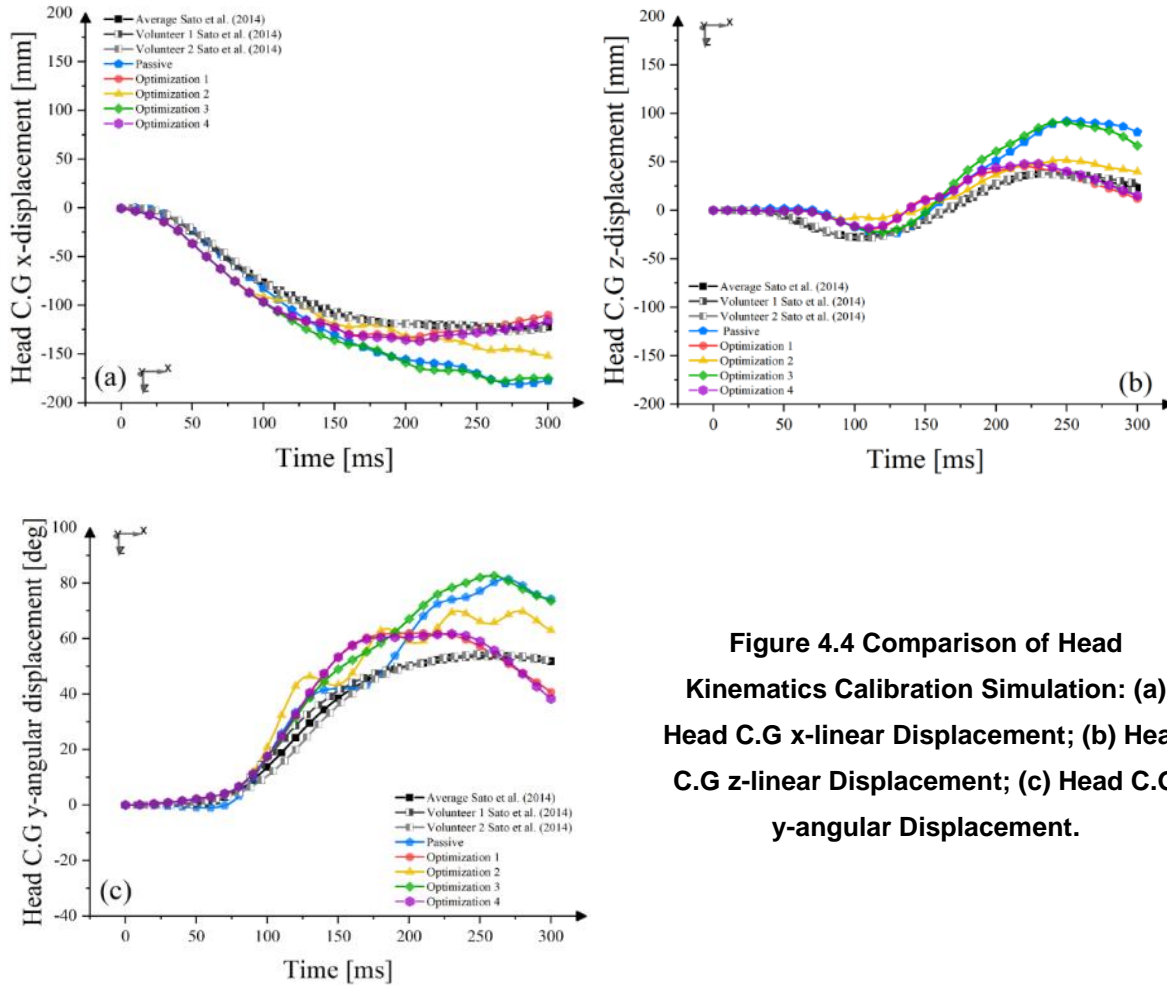 200
150
100
50
0
-50
-100
-150
-200
Head C.G x-displacement [mm]
X
Y
Z
Average Sato et al. (2014)
Volunteer 1 Sato et al. (2014)
Volunteer 2 Sato et al. (2014)
Passive
Optimization 1
Optimization 2
Optimization 3
Optimization 4
(a)
X
Y
Z
0 50 100 150 200 250 300
Time [ms]
200
150
100
50
0
-50
-100
-150
-200
Head C.G z-displacement [mm]
X
Y
Z
Average Sato et al. (2014)
Volunteer 1 Sato et al. (2014)
Volunteer 2 Sato et al. (2014)
Passive
Optimization 1
Optimization 2
Optimization 3
Optimization 4
(b)
0 50 100 150 200 250 300
Time [ms]
100
80
60
40
20
0
-20
-40
Head C.G y-angular displacement [deg]
X
Y
Z
Average Sato et al. (2014)
Volunteer 1 Sato et al. (2014)
Volunteer 2 Sato et al. (2014)
Passive
Optimization 1
Optimization 2
Optimization 3
Optimization 4
(c)
0 50 100 150 200 250 300
Time [ms]
Figure 4.4 Comparison of Head
Kinematics Calibration Simulation: (a)
Head C.G x-linear Displacement; (b) Hea
C.G z-linear Displacement; (c) Head C.G
y-angular Displacement.